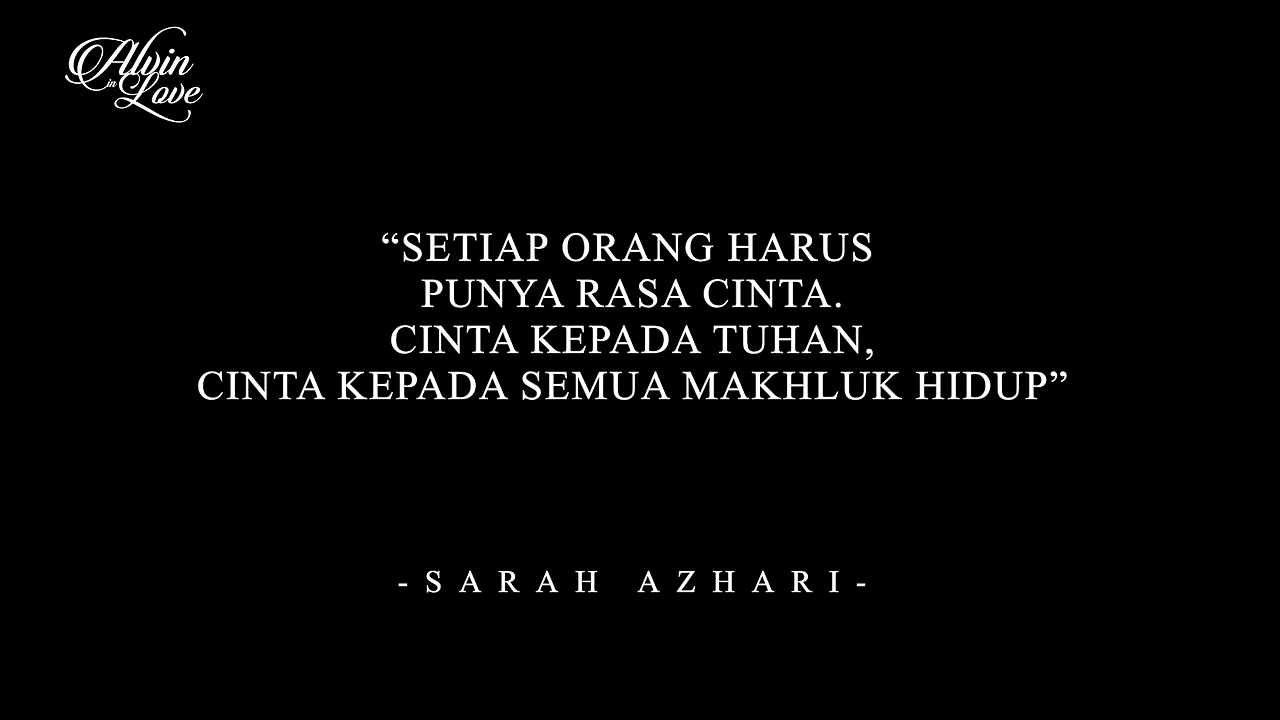 Alvin
in
Love
“SETIAP ORANG HARUS
PUNYA RASA CINTA.
CINTA KEPADA TUHAN,
CINTA KEPADA SEMUA MAKHLUK HIDUP”
-SARAH AZHARI-